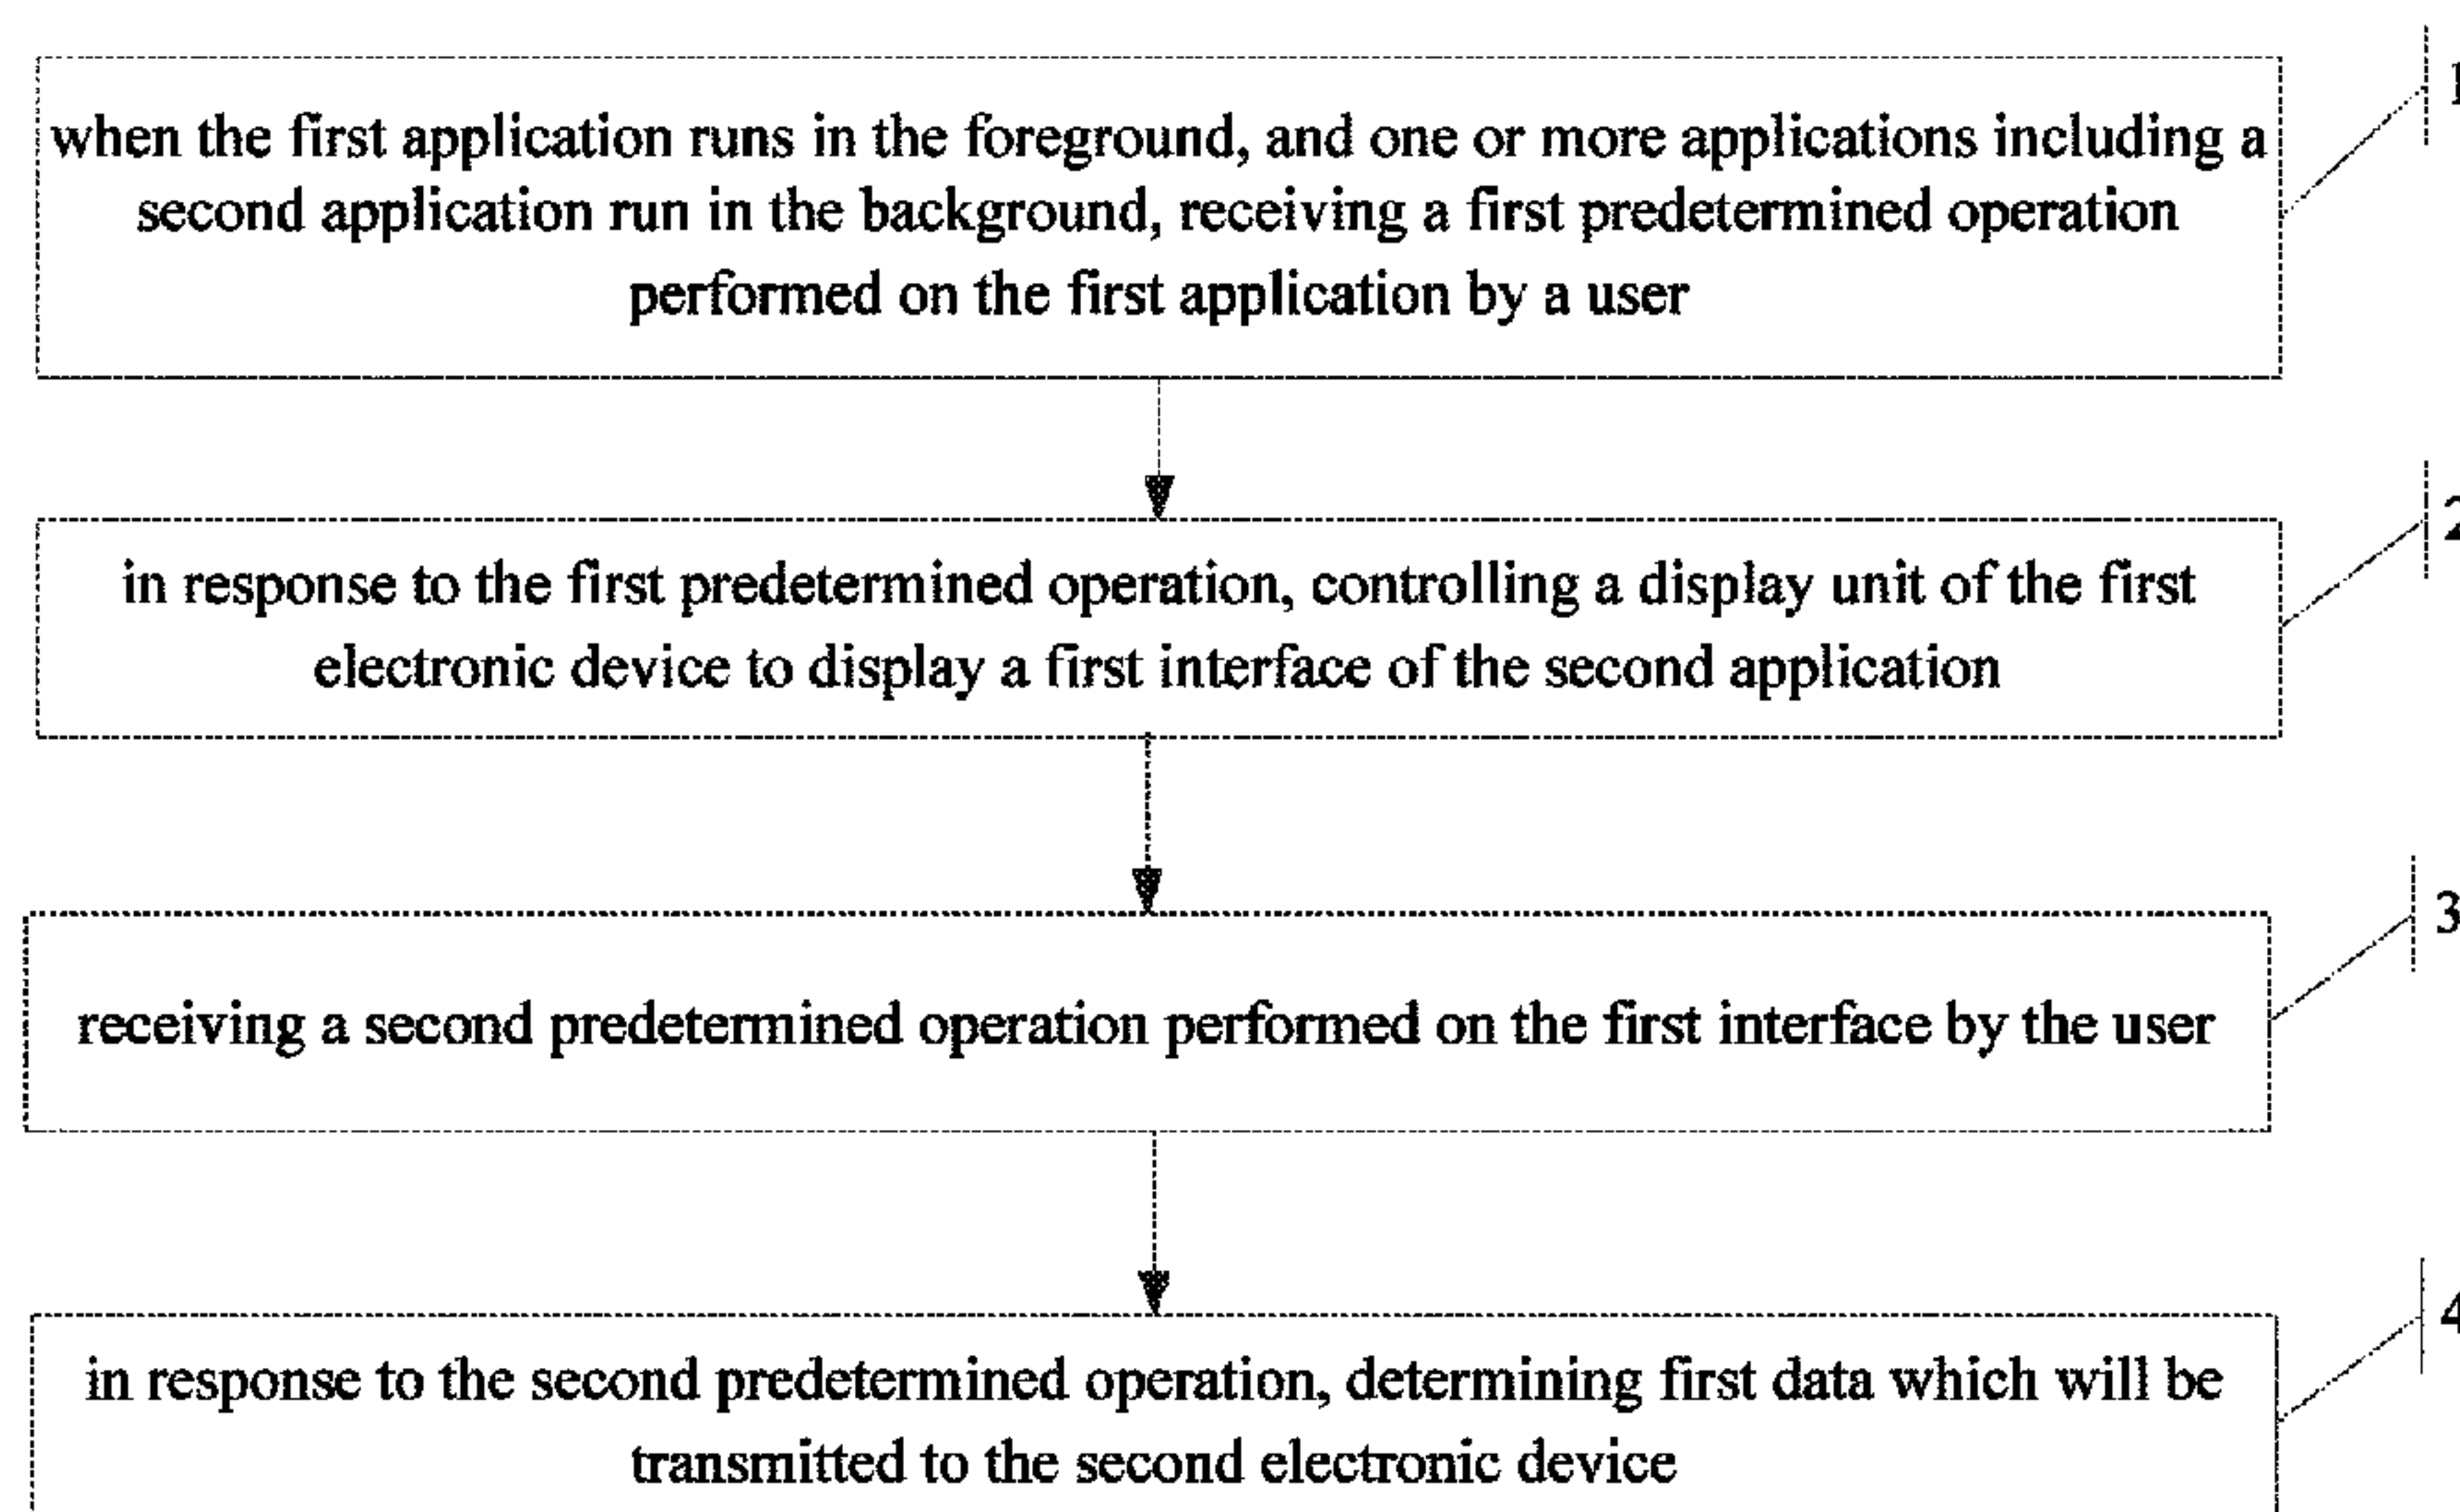 1
when the first application runs in the foreground, and one or more applications including a
second application run in the background, receiving a first predetermined operation
performed on the first application by a user
2
in response to the first predetermined operation, controlling a display unit of the first
electronic device to display a first interface of the second application
3
receiving a second predetermined operation performed on the first interface by the user
4
in response to the second predetermined operation, determining first data which will be
transmitted to the second electronic device